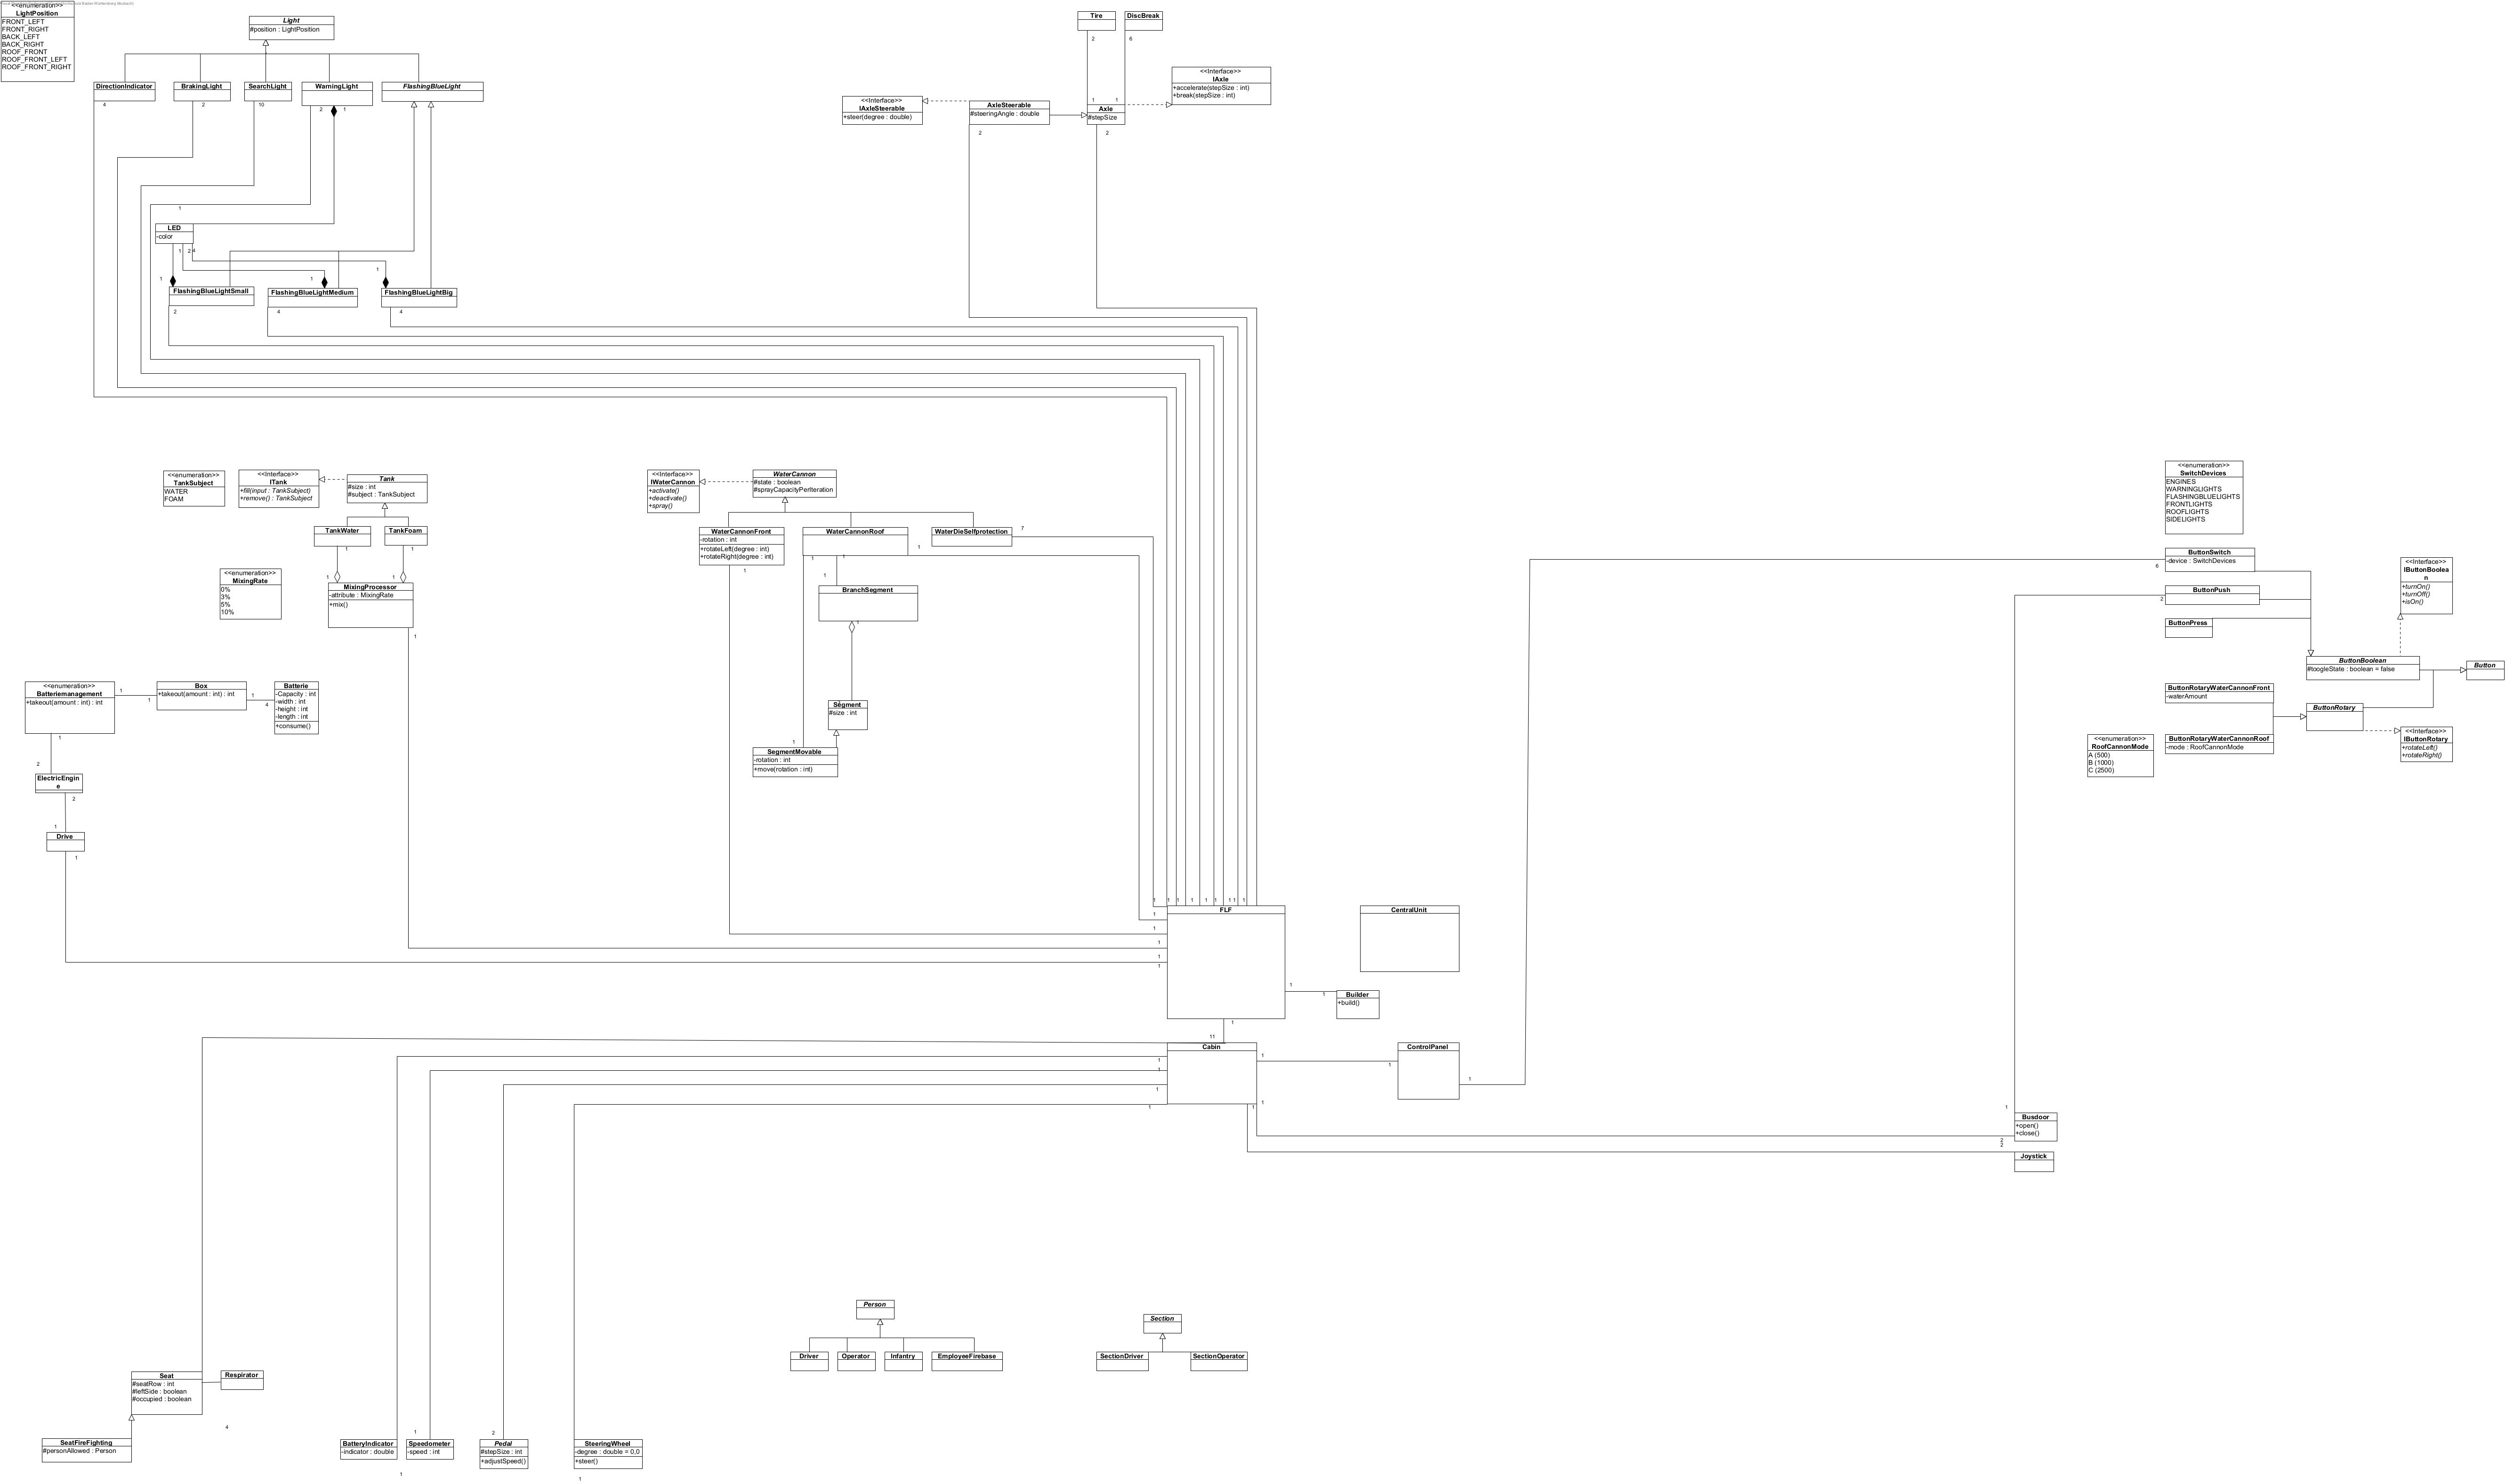 <<enumeration>>
LightPosition
FRONT_LEFT
FRONT_RIGHT
BACK_LEFT
BACK_RIGHT
ROOF_FRONT
ROOF_FRONT_LEFT
ROOF_FRONT_RIGHT
Light
#position : LightPosition
DirectionIndicator
4
BrakingLight
2
SearchLight
10
WarningLight
2
1
FlashingBlueLight
1
LED
-color
1
2
4
1
1
1
FlashingBlueLightSmall
2
FlashingBlueLightMedium
4
FlashingBlueLightBig
4
Tire
2
DiscBreak
6
<<Interface>>
IAxle
+accelerate(stepSize : int)
+break(stepSize : int)
<<Interface>>
IAxleSteerable
+steer(degree : double)
AxleSteerable
#steeringAngle : double
2
1
1
Axle
#stepSize
2
<<enumeration>>
TankSubject
WATER
FOAM
<<Interface>>
ITank
+fill(input : TankSubject)
+remove() : TankSubject
Tank
#size : int
#subject : TankSubject
TankWater
1
TankFoam
1
<<enumeration>>
MixingRate
0%
3%
5%
10%
1
1
MixingProcessor
-attribute : MixingRate
+mix()
1
<<Interface>>
IWaterCannon
+activate()
+deactivate()
+spray()
WaterCannon
#state : boolean
#sprayCapacityPerIteration
WaterCannonFront
-rotation : int
+rotateLeft(degree : int)
+rotateRight(degree : int)
1
WaterCannonRoof
1
1
1
WaterDieSelfprotection
7
1
BranchSegment
1
Segment
#size : int
1
SegmentMovable
-rotation : int
+move(rotation : int)
<<enumeration>>
SwitchDevices
ENGINES
WARNINGLIGHTS
FLASHINGBLUELIGHTS
FRONTLIGHTS
ROOFLIGHTS
SIDELIGHTS
ButtonSwitch
-device : SwitchDevices
6
ButtonPush
2
ButtonPress
<<Interface>>
IButtonBoolea
n
+turnOn()
+turnOff()
+isOn()
ButtonBoolean
#toogleState : boolean = false
Button
ButtonRotaryWaterCannonFront
-waterAmount
ButtonRotary
<<enumeration>>
RoofCannonMode
A (500)
B (1000)
C (2500)
ButtonRotaryWaterCannonRoof
-mode : RoofCannonMode
<<Interface>>
IButtonRotary
+rotateLeft()
+rotateRight()
<<enumeration>>
Batteriemanagement
+takeout(amount : int) : int
1
1
1
Box
+takeout(amount : int) : int
1
4
Batterie
-Capacity : int
-width : int
-height : int
-length : int
+consume()
2
ElectricEngin
e
2
1
Drive
1
1
1
1
1
1
1
1
1
1
1
FLF
1
1
1
1
1
1
CentralUnit
1
Builder
+build()
1
11
Cabin
1
1
1
1
1
1
1
1
ControlPanel
1
1
Busdoor
+open()
+close()
2
2
Joystick
Person
Driver
Operator
Infantry
EmployeeFirebase
Section
SectionDriver
SectionOperator
Seat
#seatRow : int
#leftSide : boolean
#occupied : boolean
Respirator
4
SeatFireFighting
#personAllowed : Person
BatteryIndicator
-indicator : double
1
1
Speedometer
-speed : int
2
Pedal
#stepSize : int
+adjustSpeed()
SteeringWheel
-degree : double = 0,0
+steer()
1